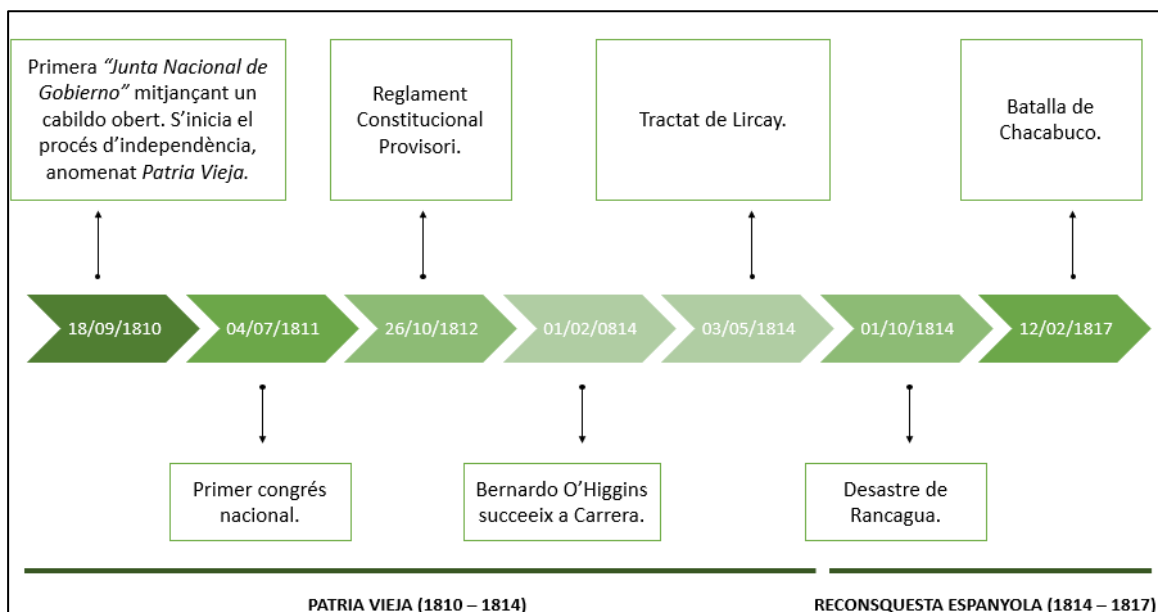 Primera “Junta Nacional de
Gobierno” mitjançant un
cabildo obert. S’inicia el
procés d’independència,
anomenat Patria Vieja.
Reglament
Constitucional
Provisori.
Tractat de Lircay.
Batalla de
Chacabuco.
18/09/1810
04/07/1811
26/10/1812
01/02/0814
03/05/1814
01/10/1814
12/02/1817
Primer congrés
nacional.
Bernardo O’Higgins
succeeix a Carrera.
Desastre de
Rancagua.
PATRIA VIEJA (1810 – 1814)
RECONSQUESTA ESPANYOLA (1814 – 1817)